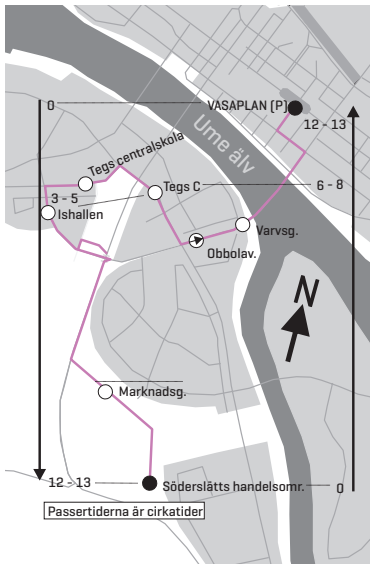 0
VASAPLAN (P)
12 - 13
Ume älv
Tegs centralskola
Tegs C
6 - 8
3 - 5
Ishallen
Varvsg.
Obbolav.
N
Marknadsg.
12 - 13
Söderslätts handelsomr.
0
Passertiderna är cirkatider